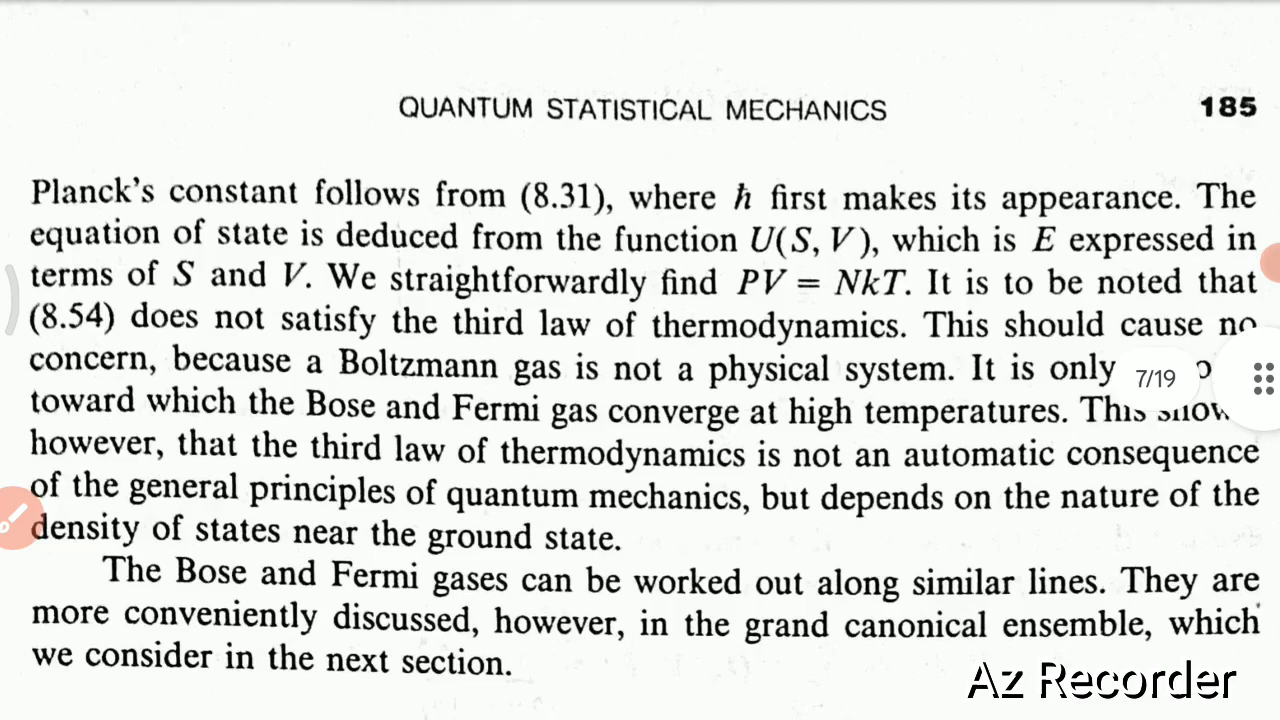 QUANTUM STATISTICAL MECHANICS 185
Planck's constant follows from (8.31), where ℏ first makes its appearance. The
equation of state is deduced from the function U(S, V), which is E expressed in
terms of S and V. We straightforwardly find PV = NkT. It is to be noted that
(8.54) does not satisfy the third law of thermodynamics. This should cause no
concern, because a Boltzmann gas is not a physical system. It is only
7/19
toward which the Bose and Fermi gas converge at high temperatures. This
however, that the third law of thermodynamics is not an automatic consequence
of the general principles of quantum mechanics, but depends on the nature of the
density of states near the ground state.
The Bose and Fermi gases can be worked out along similar lines. They are
more conveniently discussed, however, in the grand canonical ensemble, which
we consider in the next section.
Az Recorder